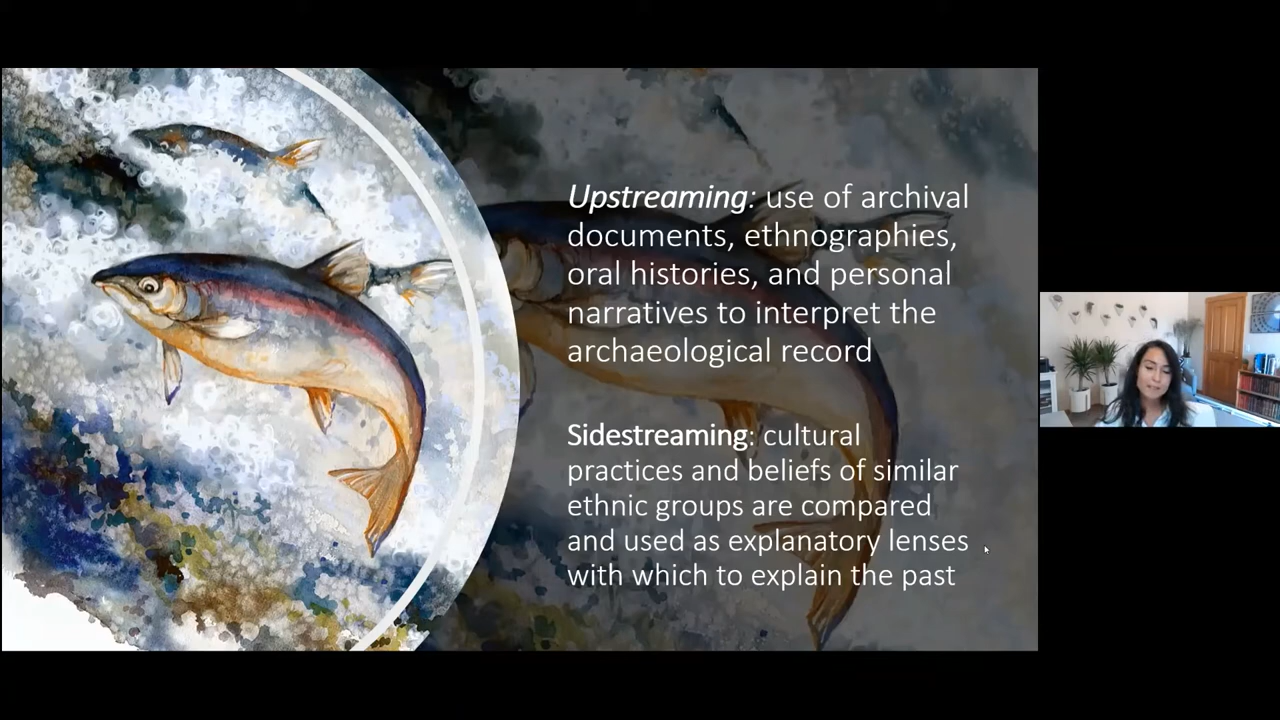 Upstreaming: use of archival
documents, ethnographies,
oral histories, and personal
narratives to interpret the
archaeological record
Sidestreaming: cultural
practices and beliefs of similar
ethnic groups are compared
and used as explanatory lenses
with which to explain the past